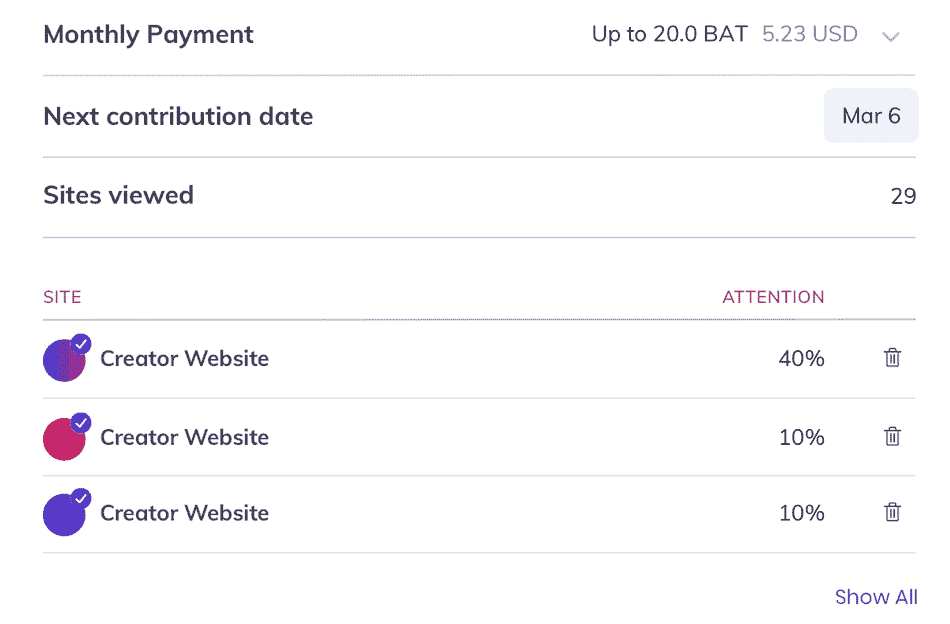 Monthly Payment Up to 20.0 BAT 5.23 USD
Next contribution date Mar 6
Sites viewed 29
SITE ATTENTION
Creator Website 40%
Creator Website 10%
Creator Website 10%
Show All